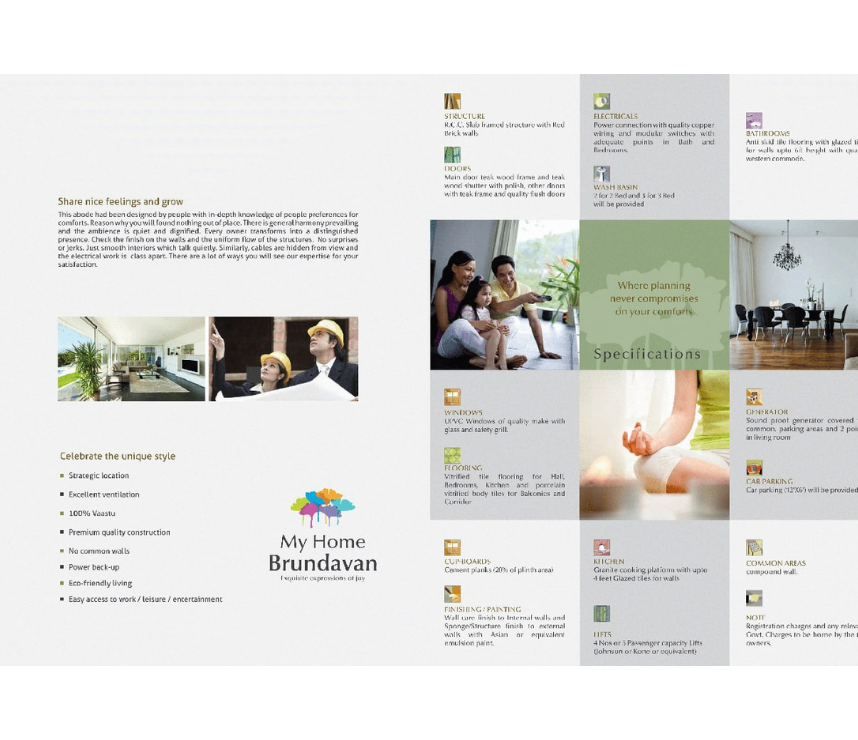 Share nice feelings and grow
This abode had been designed by people with in-depth knowledge of people preferences for
comforts. Reason why you will found nothing out of place. There is general harmony prevailing
and the ambience is quiet and dignified. Every owner transforms into a distinguished
presence. Check the finish on the walls and the uniform flow of the structures. No surprises
or jerks. Just smooth interiors which talk quietly. Similarly, cables are hidden from view and
the electrical work is class apart. There are a lot of ways you will see our expertise for your
satisfaction.
Celebrate the unique style
Strategic location
Excellent ventilation
100% Vaastu
Premium quality construction
No common walls
Power back-up
Eco-friendly living
Easy access to work / leisure / entertainment
My Home
Brundavan
Exquisite expressions of joy
STRUCTURE
R.C.C. Slab framed structure with Red
Brick walls
DOORS
Main door teak wood frame and teak
wood shutter with polish, other doors
with teak frame and quality flush doors
ELECTRICALS
Power connection with quality copper
wiring and modular switches with
adequate points in Bath and
Bedrooms.
WASH BASIN
2 for 2 Bed and 3 for 3 Bed
will be provided
BATHROOMS
Anti skid tile flooring with glazed
for walls upto 6ft height with
western commode.
Where planning
never compromises
on your comforts
Specifications
WINDOWS
UPVC Windows of quality make with
glass and safety grill.
FLOORING
Vitrified tile flooring for Hall,
Bedrooms, Kitchen and porcelain
vitrified body tiles for Balconies and
Corridor
GENERATOR
Sound proof generator covered
common, parking areas and 2
in living room
CAR PARKING
Car parking (12'X6') will be provided
CUP-BOARDS
Cement planks (20% of plinth area)
FINISHING / PAINTING
Wall care finish to Internal walls and
Sponge/Structure finish to external
walls with Asian or equivalent
emulsion paint.
KITCHEN
Granite cooking platform with upto
4 feet Glazed tiles for walls
LIFTS
4 Nos or 5 Passenger capacity Lifts
(Johnson or Kone or equivalent)
COMMON AREAS
compound wall.
NOTE
Registration charges and any
Govt. Charges to be borne by the
owners.